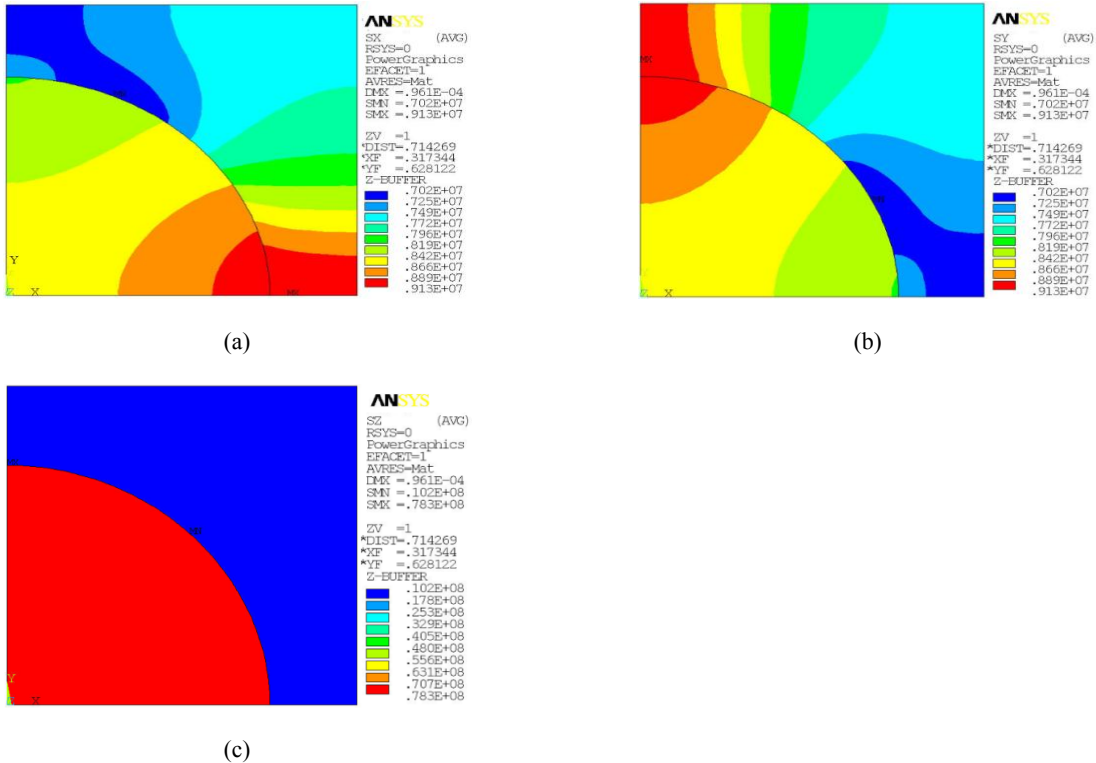 ANSYS
SX (AVG)
RSYS=0
PowerGraphics
EFACET=1
AVRES=Mat
DMX =.961E-04
SMN =.702E+07
SMX =.913E+07
ZV =1
*DIST=.714269
*XF =.317344
*YF =.628122
Z-BUFFER
.702E+07
.725E+07
.749E+07
.772E+07
.796E+07
.819E+07
.842E+07
.866E+07
.889E+07
.913E+07
MN
Y
Z X
MX
(a)
ANSYS
SY (AVG)
RSYS=0
PowerGraphics
EFACET=1
AVRES=Mat
DMX =.961E-04
SMN =.702E+07
SMX =.913E+07
ZV =1
*DIST=.714269
*XF =.317344
*YF =.628122
Z-BUFFER
.702E+07
.725E+07
.749E+07
.772E+07
.796E+07
.819E+07
.842E+07
.866E+07
.889E+07
.913E+07
MX
MN
Z X
(b)
ANSYS
SZ (AVG)
RSYS=0
PowerGraphics
EFACET=1
AVRES=Mat
DMX =.961E-04
SMN =.102E+08
SMX =.783E+08
ZV =1
*DIST=.714269
*XF =.317344
*YF =.628122
Z-BUFFER
.102E+08
.178E+08
.253E+08
.329E+08
.405E+08
.480E+08
.556E+08
.631E+08
.707E+08
.783E+08
Y
Z X
(c)